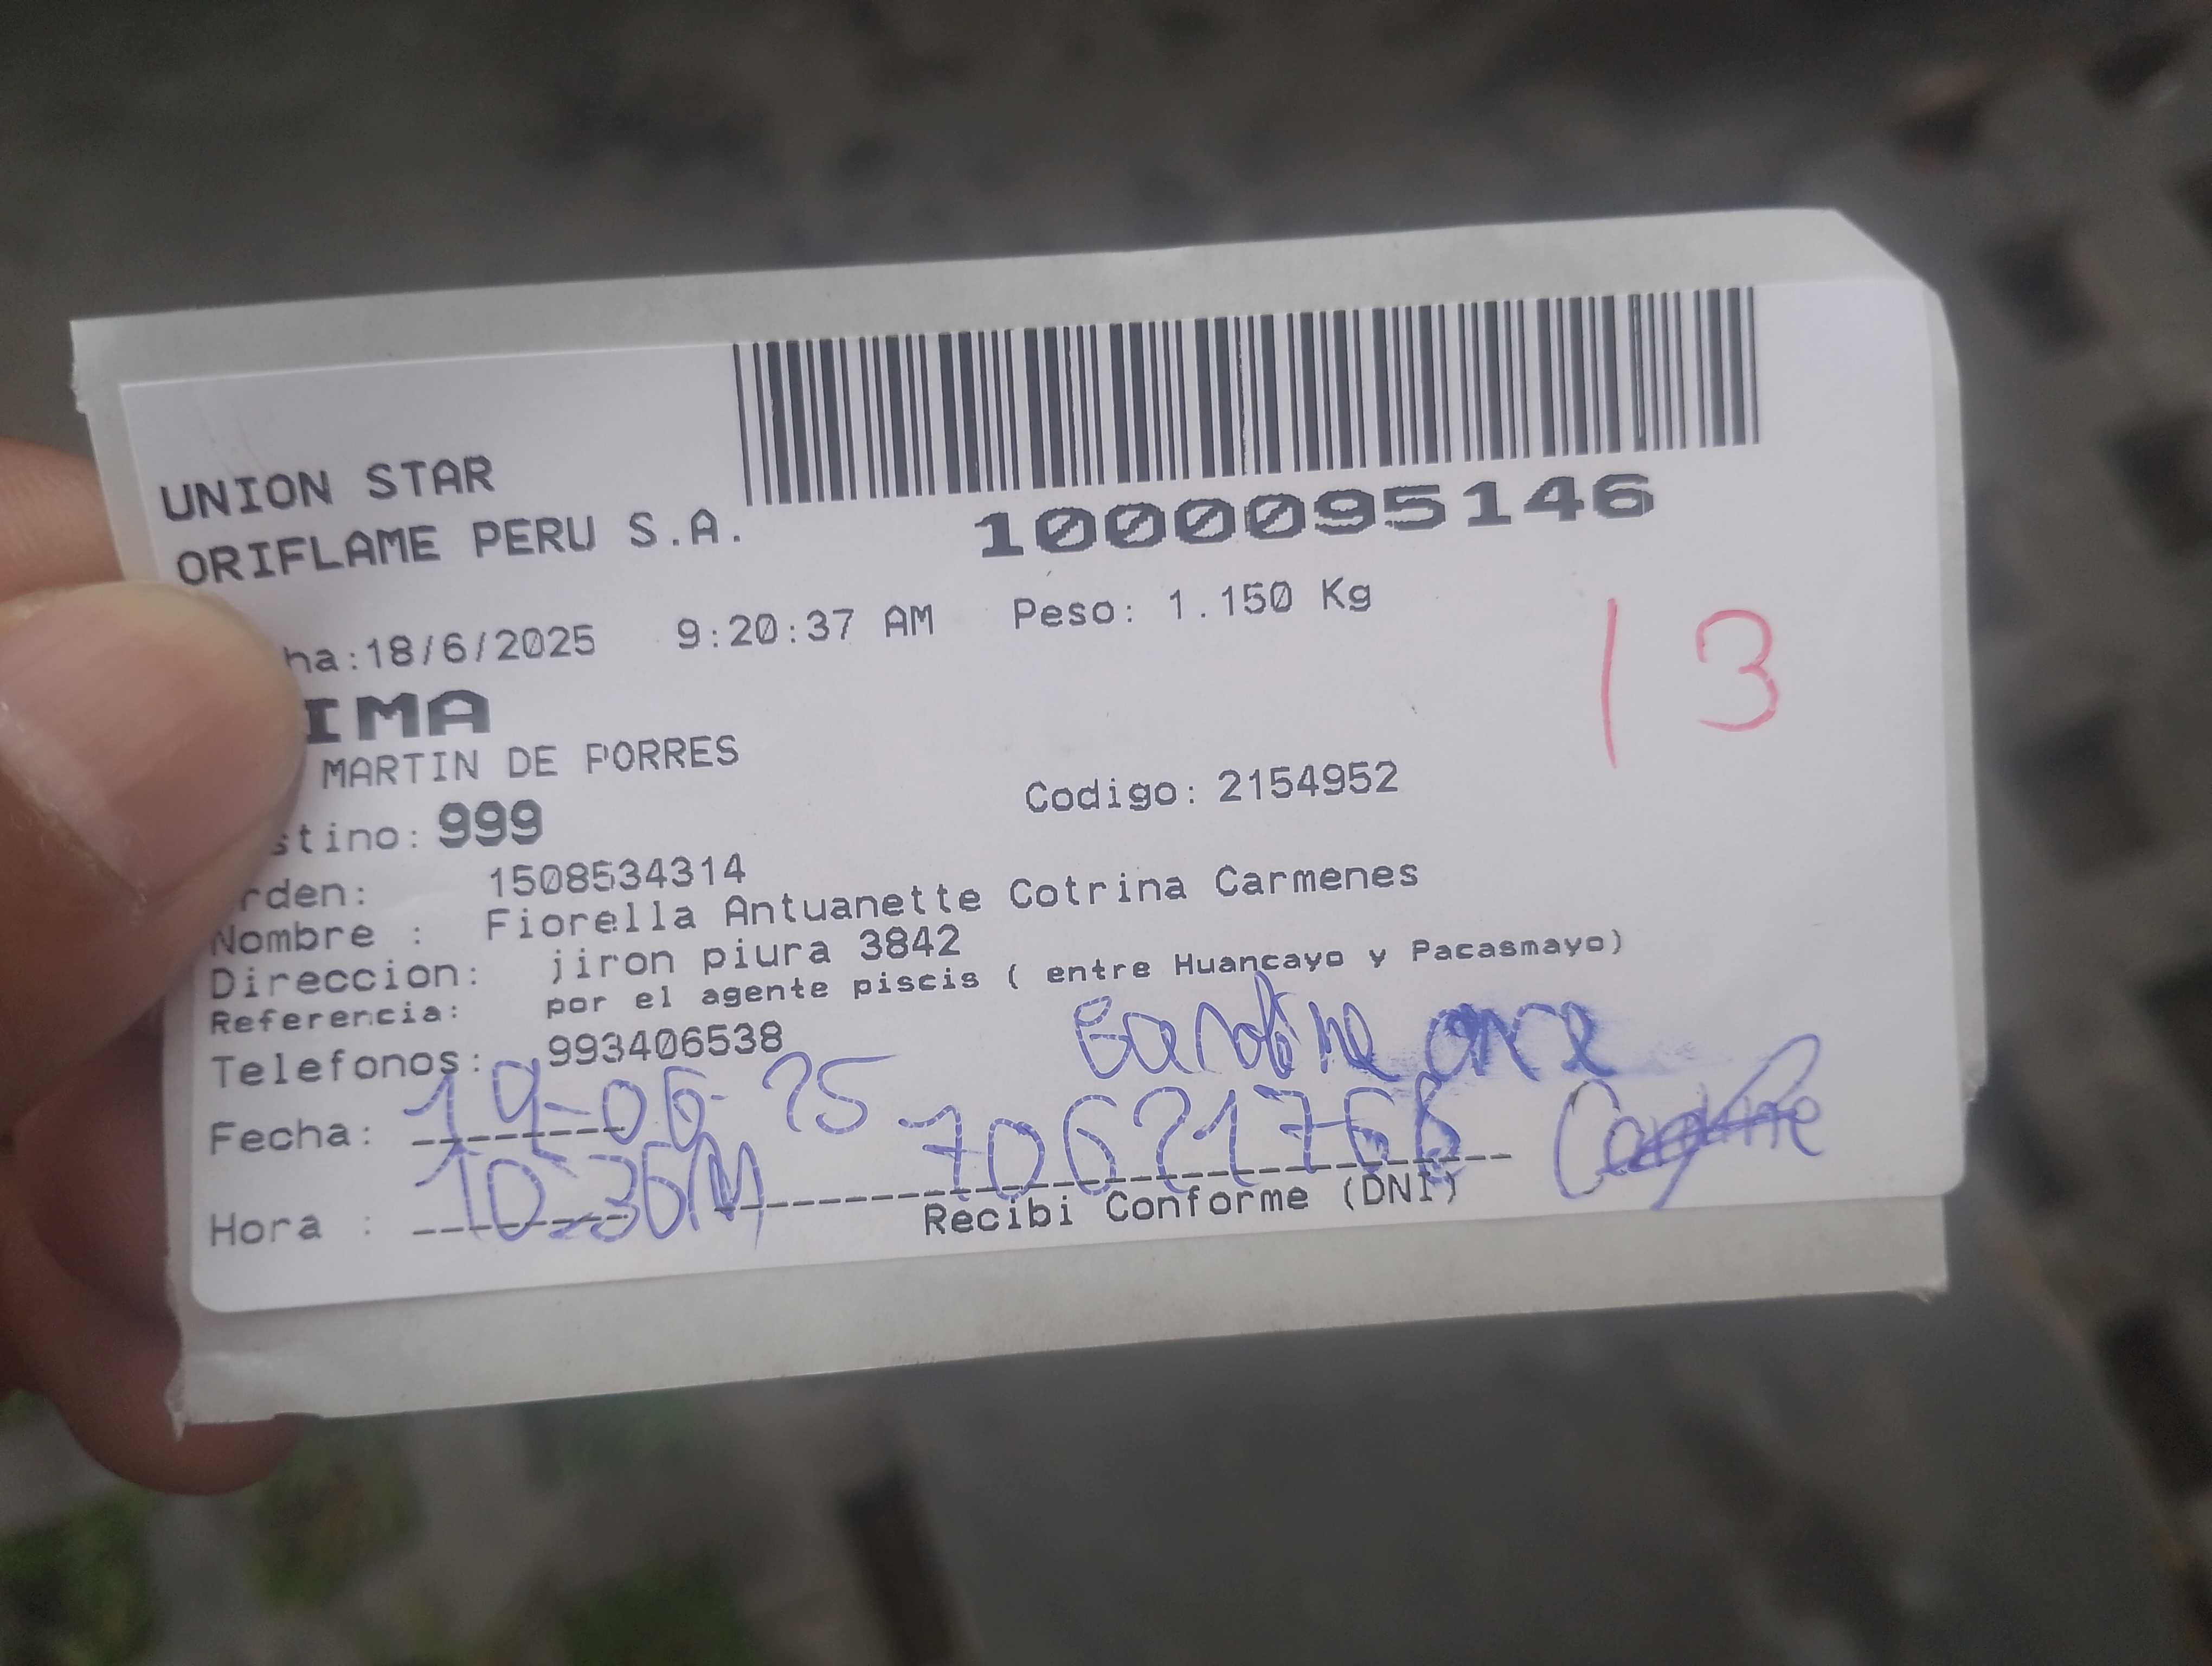 UNION STAR
ORIFLAME PERU S.A.
1000095146
ha:18/6/2025 9:20:37 AM Peso: 1.150 Kg
13
IMA
MARTIN DE PORRES
stino: 999 Codigo: 2154952
rden: 1508534314
Nombre : Fiorella Antuanette Cotrina Carmenes
Direccion: jiron piura 3842
Referencia: por el agente piscis ( entre Huancayo y Pacasmayo)
Telefonos: 993406538
Fecha: 19-06-25
Hora : 10:36
Recibi Conforme (DNI)